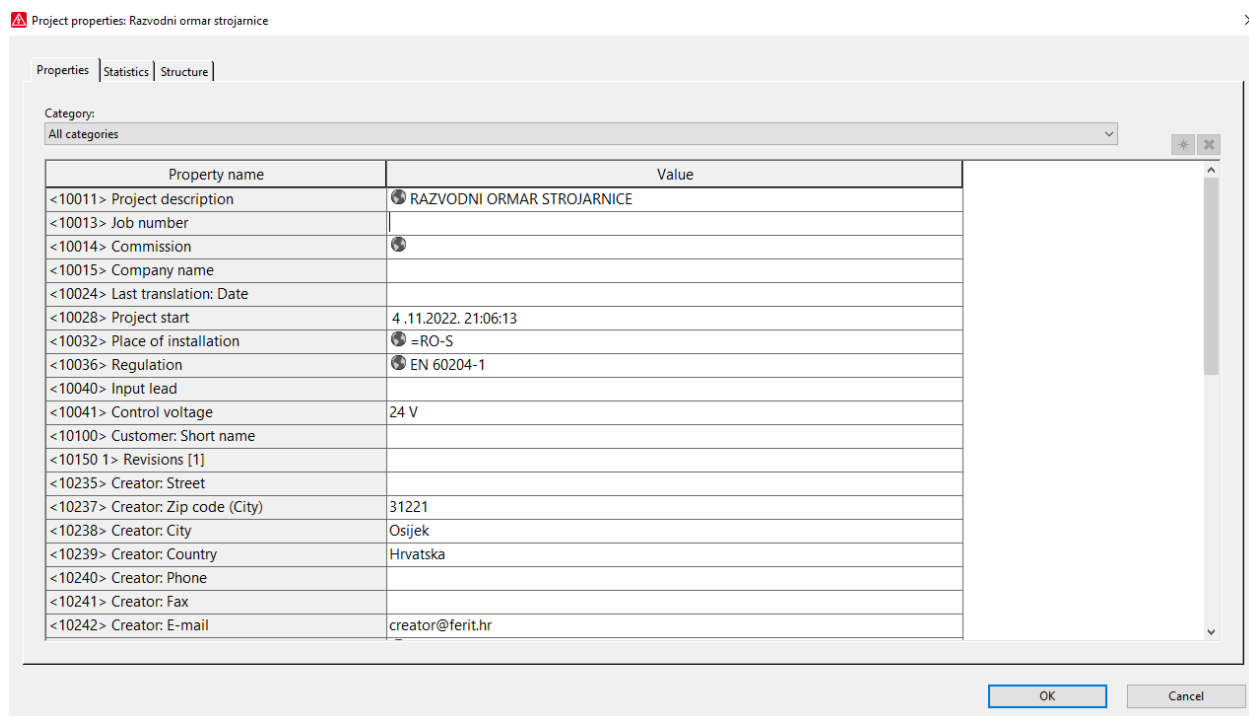 Project properties: Razvodni ormar strojarnice
Properties Statistics Structure
Category:
All categories
Property name Value
<10011> Project description RAZVODNI ORMAR STROJARNICE
<10013> Job number
<10014> Commission
<10015> Company name
<10024> Last translation: Date
<10028> Project start 4 .11.2022. 21:06:13
<10032> Place of installation =RO-S
<10036> Regulation EN 60204-1
<10040> Input lead
<10041> Control voltage 24 V
<10100> Customer: Short name
<10150 1> Revisions [1]
<10235> Creator: Street
<10237> Creator: Zip code (City) 31221
<10238> Creator: City Osijek
<10239> Creator: Country Hrvatska
<10240> Creator: Phone
<10241> Creator: Fax
<10242> Creator: E-mail creator@ferit.hr
OK Cancel